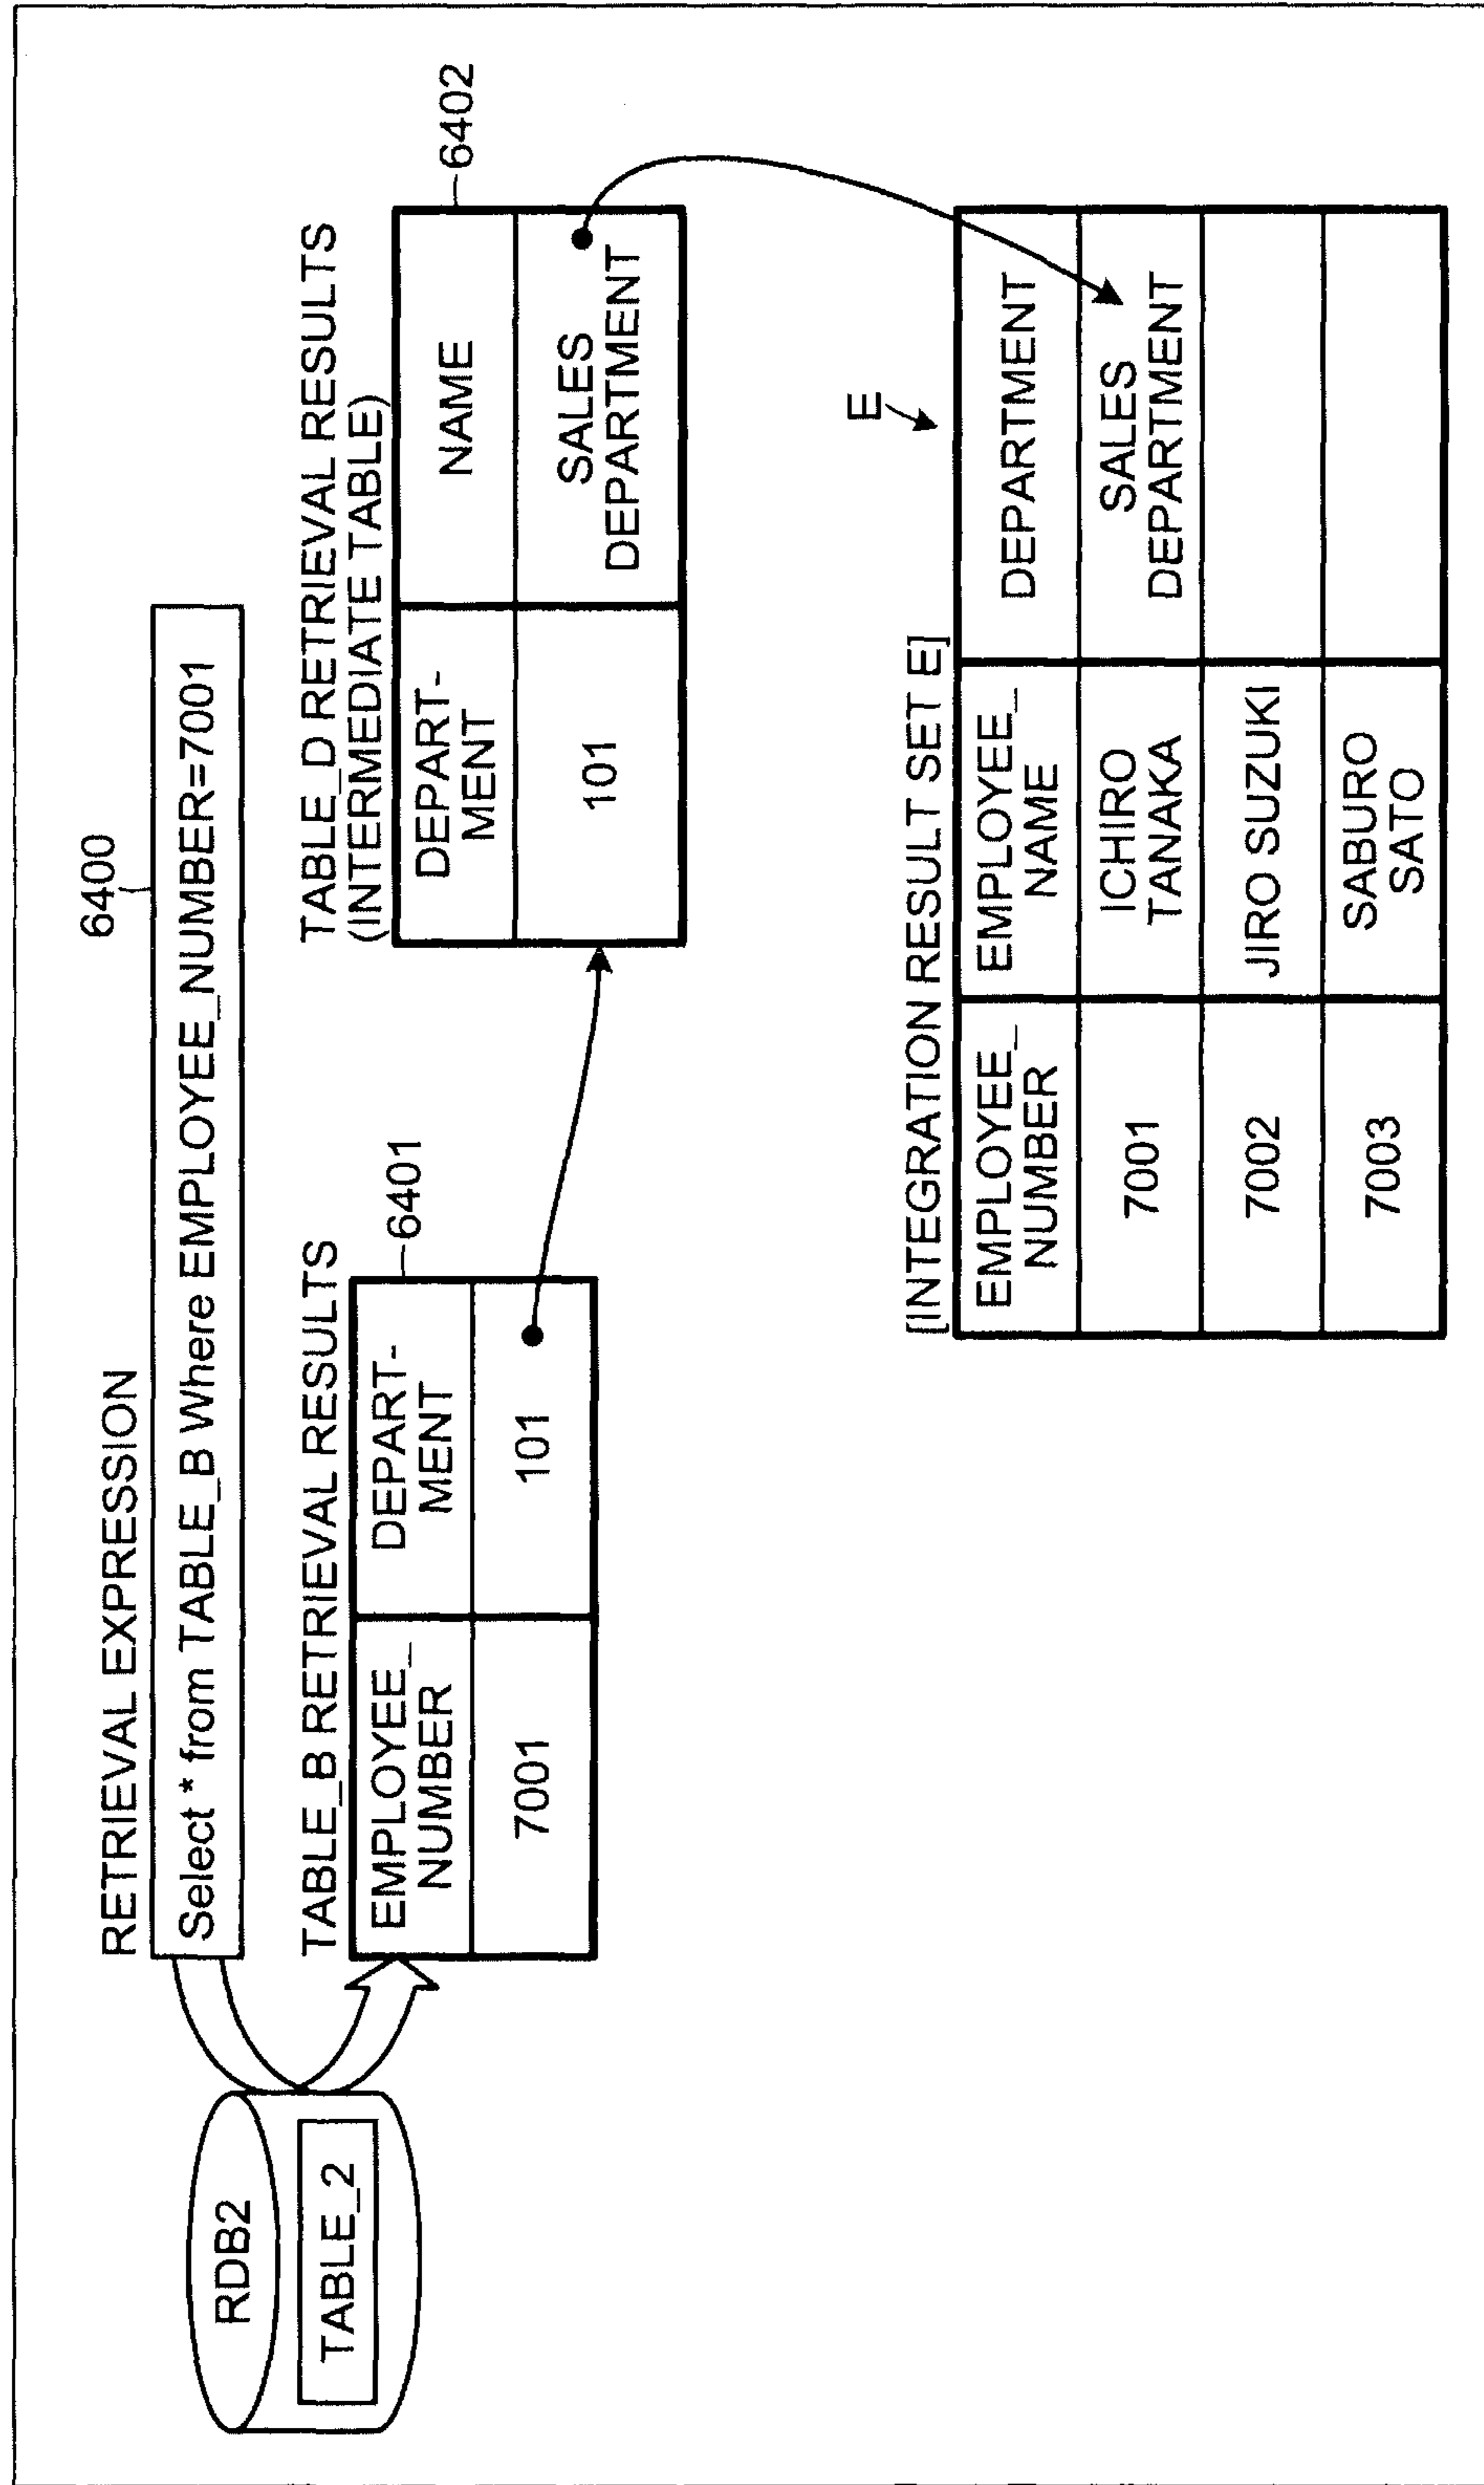 RDB2
TABLE_2
RETRIEVAL EXPRESSION
6400
Select * from TABLE_B Where EMPLOYEE_NUMBER=7001
TABLE_B RETRIEVAL RESULTS
6401
EMPLOYEE_
NUMBER
DEPART-
MENT
7001
101
TABLE_D RETRIEVAL RESULTS
(INTERMEDIATE TABLE)
6402
DEPART-
MENT
NAME
101
SALES
DEPARTMENT
E
[INTEGRATION RESULT SET E]
EMPLOYEE_
NUMBER
EMPLOYEE_
NAME
DEPARTMENT
7001
ICHIRO
TANAKA
SALES
DEPARTMENT
7002
JIRO SUZUKI
7003
SABURO
SATO